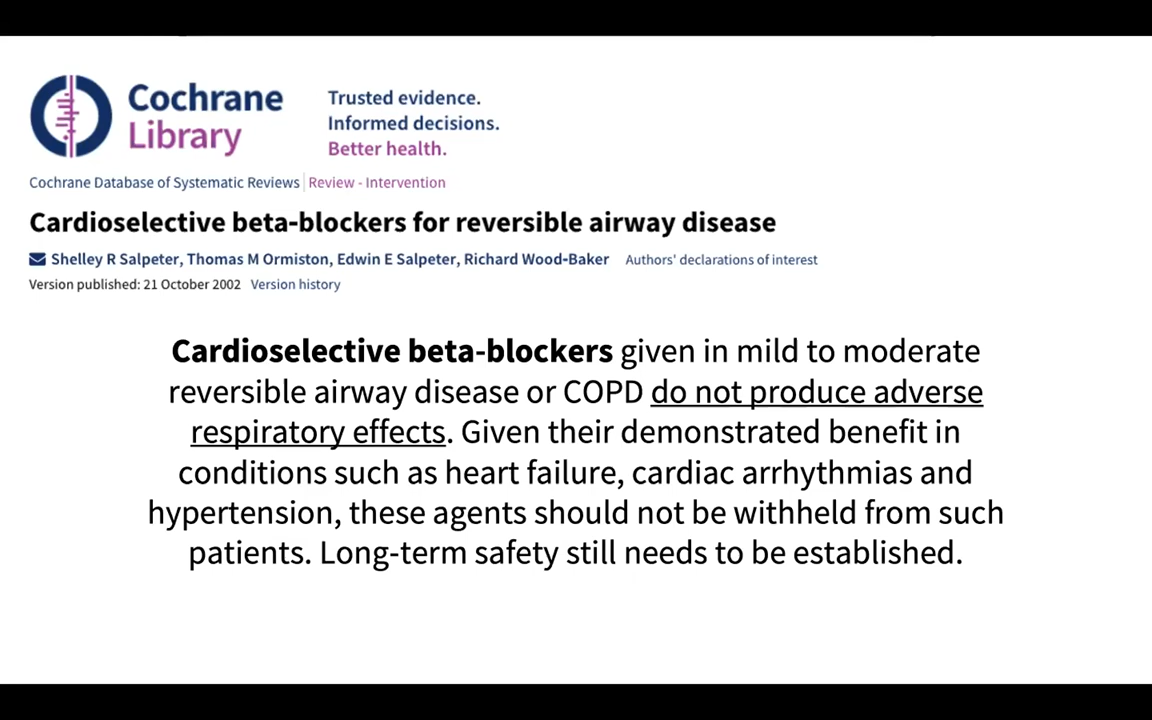 Cochrane
Library
Trusted evidence.
Informed decisions.
Better health.
Cochrane Database of Systematic Reviews | Review - Intervention
Cardioselective beta-blockers for reversible airway disease
Shelley R Salpeter, Thomas M Ormiston, Edwin E Salpeter, Richard Wood-Baker Authors' declarations of interest
Version published: 21 October 2002 Version history
Cardioselective beta-blockers given in mild to moderate
reversible airway disease or COPD do not produce adverse
respiratory effects. Given their demonstrated benefit in
conditions such as heart failure, cardiac arrhythmias and
hypertension, these agents should not be withheld from such
patients. Long-term safety still needs to be established.